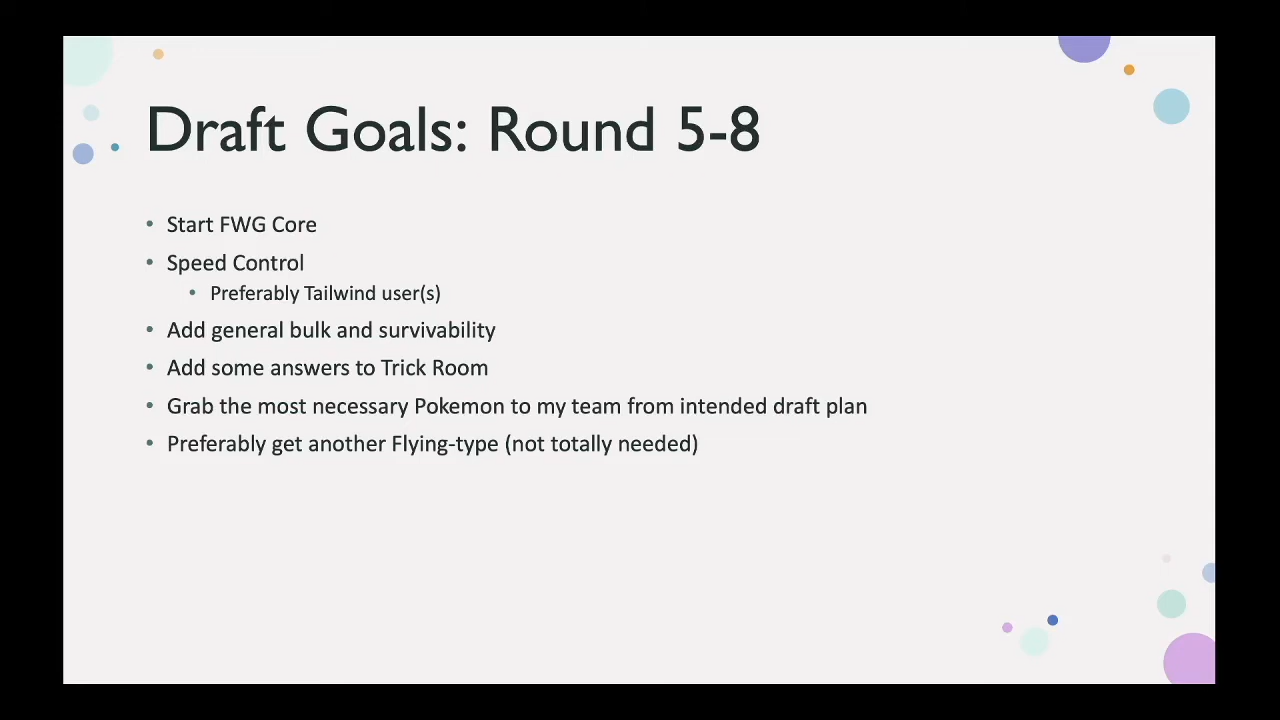 Draft Goals: Round 5-8
• Start FWG Core
• Speed Control
• Preferably Tailwind user(s)
• Add general bulk and survivability
• Add some answers to Trick Room
• Grab the most necessary Pokemon to my team from intended draft plan
• Preferably get another Flying-type (not totally needed)